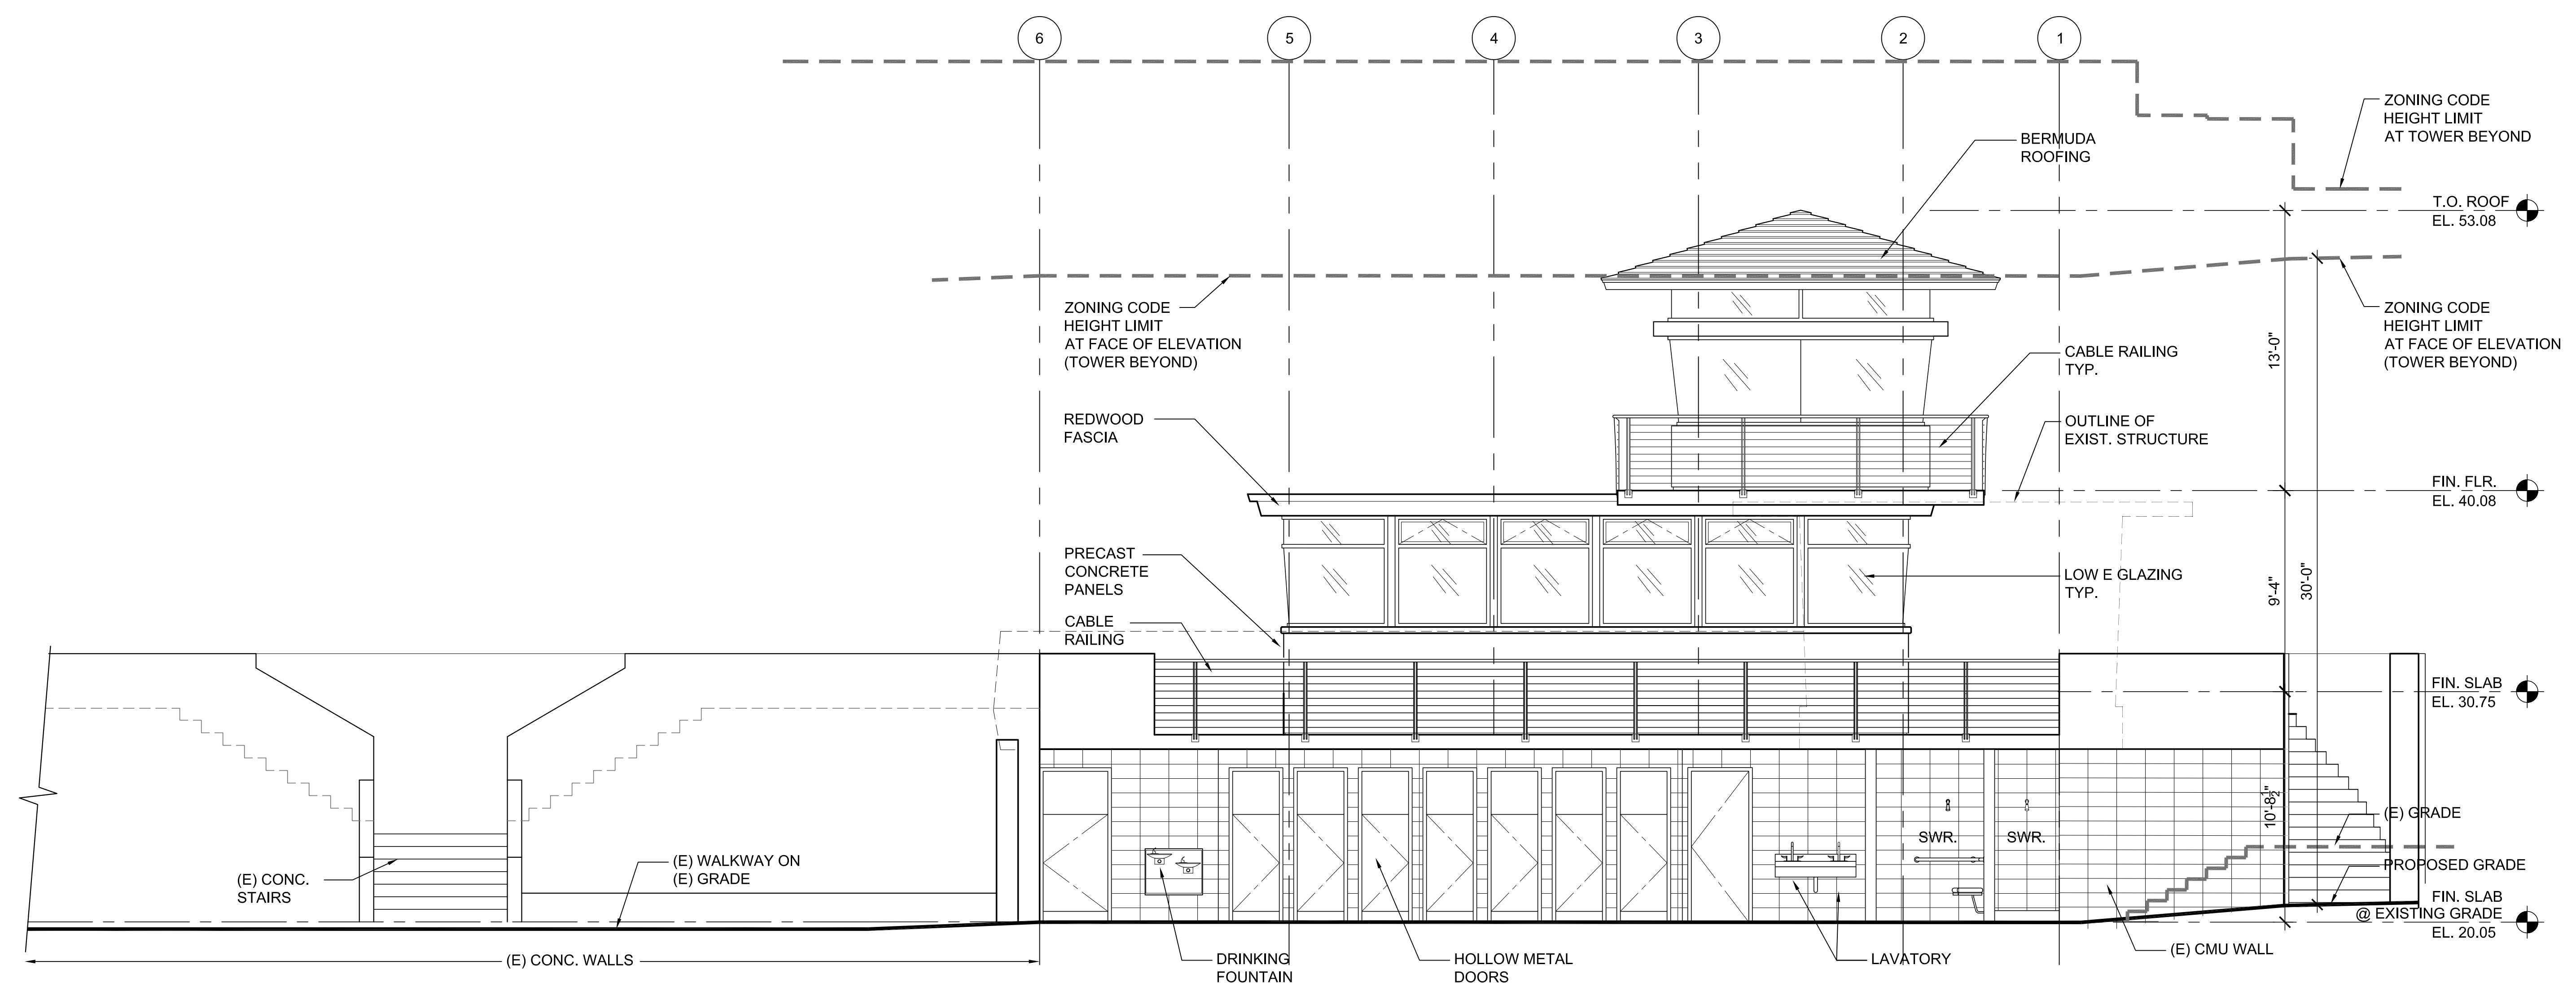 6
5
4
3
2
1
ZONING CODE
HEIGHT LIMIT
AT TOWER BEYOND
BERMUDA
ROOFING
T.O. ROOF
EL. 53.08
ZONING CODE
HEIGHT LIMIT
AT FACE OF ELEVATION
(TOWER BEYOND)
ZONING CODE
HEIGHT LIMIT
AT FACE OF ELEVATION
(TOWER BEYOND)
13'-0"
CABLE RAILING
TYP.
REDWOOD
FASCIA
OUTLINE OF
EXIST. STRUCTURE
FIN. FLR.
EL. 40.08
PRECAST
CONCRETE
PANELS
LOW E GLAZING
TYP.
9'-4"
30'-0"
CABLE
RAILING
FIN. SLAB
EL. 30.75
10'-8½"
(E) GRADE
SWR.
SWR.
(E) WALKWAY ON
(E) GRADE
(E) CONC.
STAIRS
PROPOSED GRADE
FIN. SLAB
@ EXISTING GRADE
EL. 20.05
(E) CONC. WALLS
DRINKING
FOUNTAIN
HOLLOW METAL
DOORS
LAVATORY
(E) CMU WALL